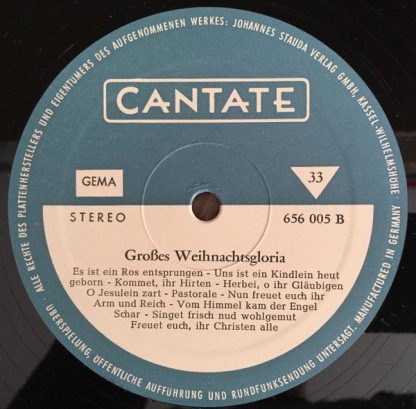 ALLE RECHTE DES PLATTENHERSTELLERS UND EIGENTÜMERS DES AUFGENOMMENEN WERKES: JOHANNES STAUDA VERLAG GMBH, KASSEL-WILHELMSHÖHE
CANTATE
GEMA
33
STEREO
656 005 B
Großes Weihnachtsgloria
Es ist ein Ros entsprungen - Uns ist ein Kindlein heut
geborn - Kommet, ihr Hirten - Herbei, o ihr Gläubigen
O Jesulein zart - Pastorale - Nun freuet euch ihr
Arm und Reich - Vom Himmel kam der Engel
Schar - Singet frisch nud wohlgemut
Freuet euch, ihr Christen alle
ÜBERSPIELUNG, ÖFFENTLICHE AUFFÜHRUNG UND RUNDFUNKSENDUNG UNTERSAGT. MANUFACTURED IN GERMANY ·